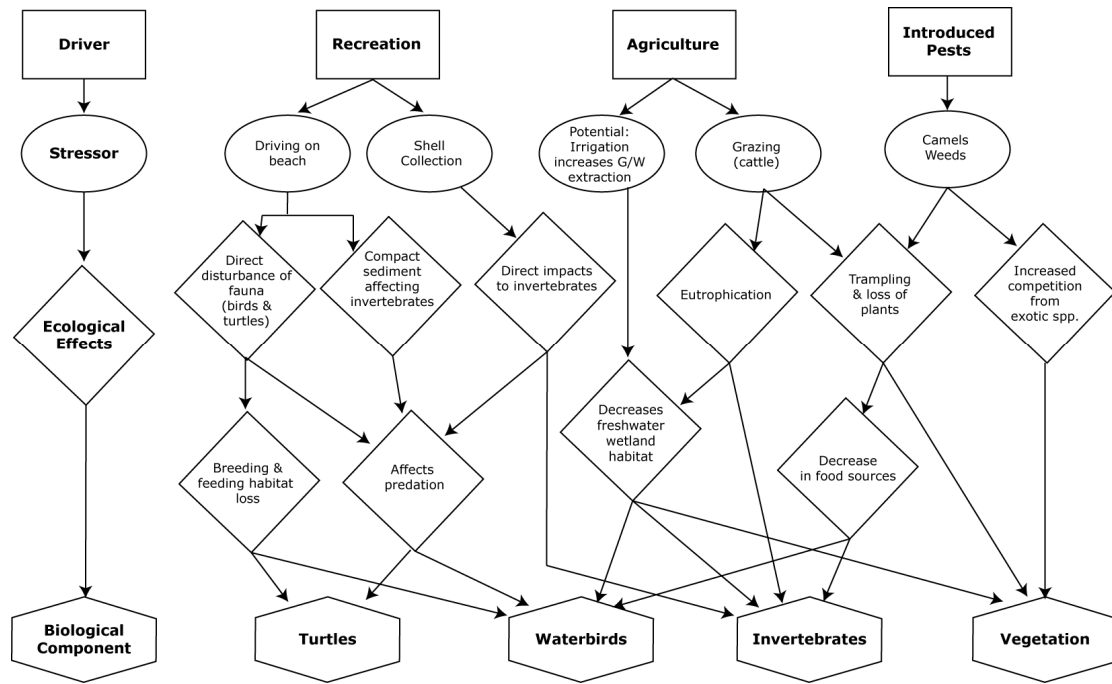 Driver
Recreation
Agriculture
Introduced
Pests
Stressor
Driving on
beach
Shell
Collection
Potential:
Irrigation
increases G/W
extraction
Grazing
(cattle)
Camels
Weeds
Ecological
Effects
Direct
disturbance of
fauna
(birds &
turtles)
Compact
sediment
affecting
invertebrates
Direct impacts
to invertebrates
Eutrophication
Trampling
& loss of
plants
Increased
competition
from
exotic spp.
Breeding &
feeding habitat
loss
Affects
predation
Decreases
freshwater
wetland
habitat
Decrease
in food sources
Biological
Component
Turtles
Waterbirds
Invertebrates
Vegetation